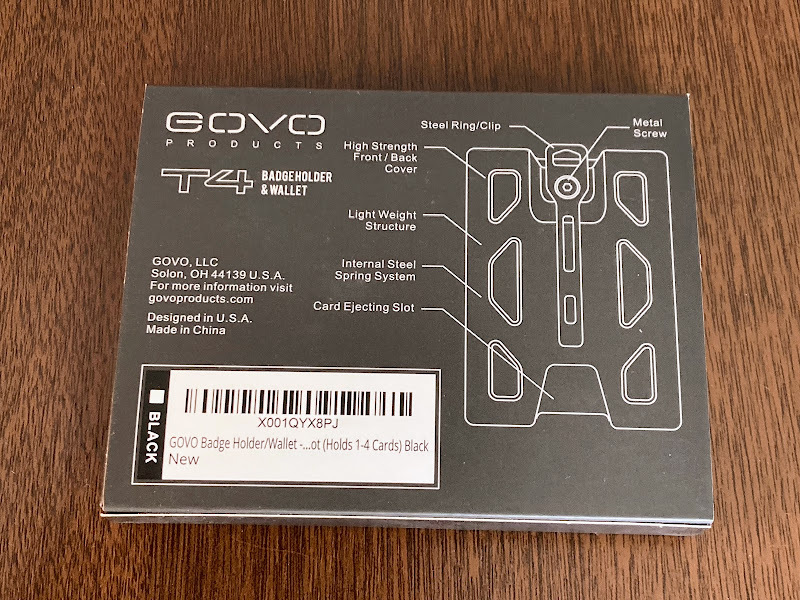 GOVO
PRODUCTS
T4 BADGE HOLDER
& WALLET
GOVO, LLC
Solon, OH 44139 U.S.A.
For more information visit
govoproducts.com
Designed in U.S.A.
Made in China
Steel Ring/Clip
Metal
Screw
High Strength
Front / Back
Cover
Light Weight
Structure
Internal Steel
Spring System
Card Ejecting Slot
BLACK
X001QYX8PJ
GOVO Badge Holder/Wallet -...ot (Holds 1-4 Cards) Black
New